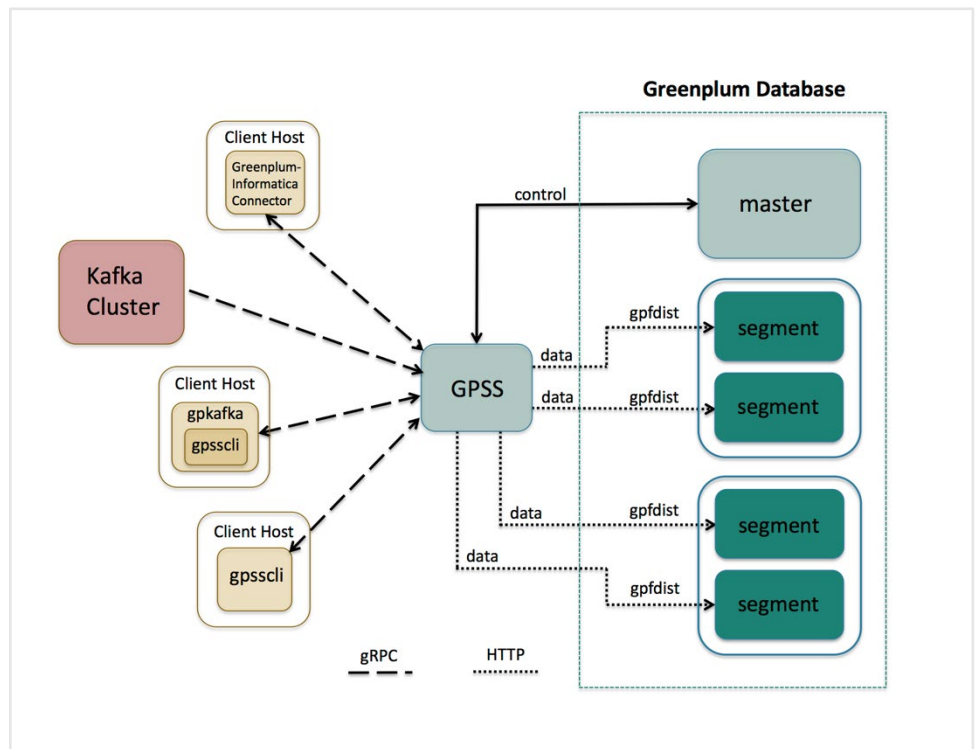 Greenplum Database
Client Host
Greenplum-
Informatica
Connector
control
master
Kafka
Cluster
gpfdist
segment
data
GPSS
data
gpfdist
segment
Client Host
gpkafka
gpsscli
data
gpfdist
segment
Client Host
gpsscli
data
gpfdist
segment
gRPC
HTTP